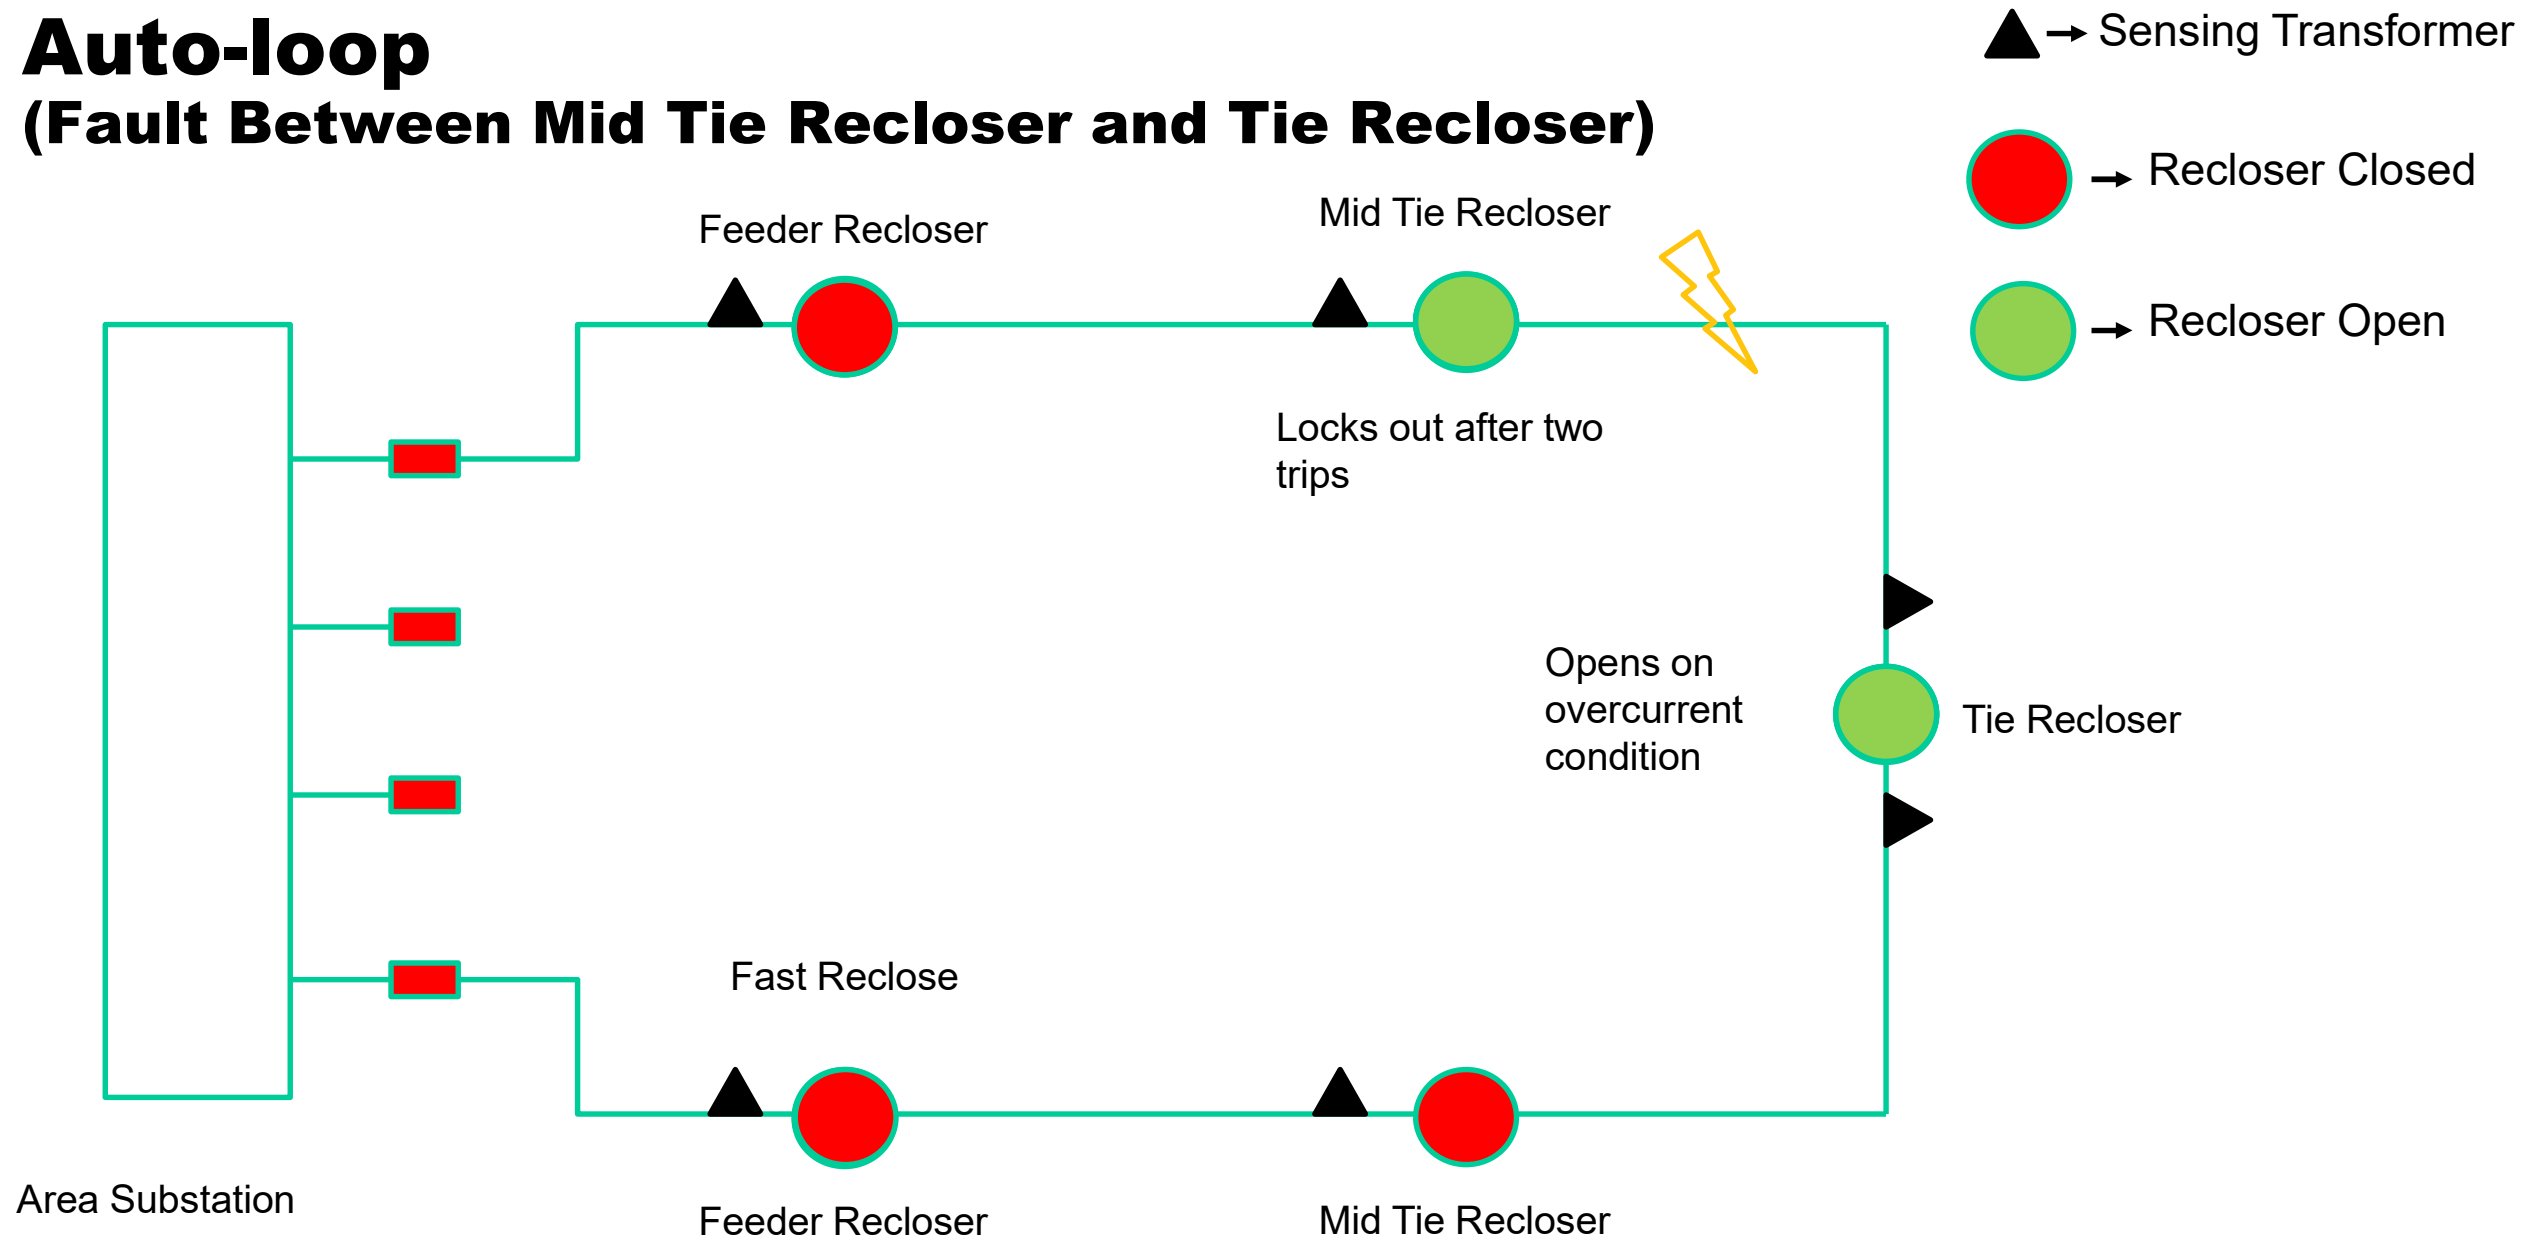 Auto-loop
(Fault Between Mid Tie Recloser and Tie Recloser)
Sensing Transformer
Recloser Closed
Recloser Open
Feeder Recloser
Mid Tie Recloser
Locks out after two
trips
Opens on
overcurrent
condition
Tie Recloser
Fast Reclose
Area Substation
Feeder Recloser
Mid Tie Recloser